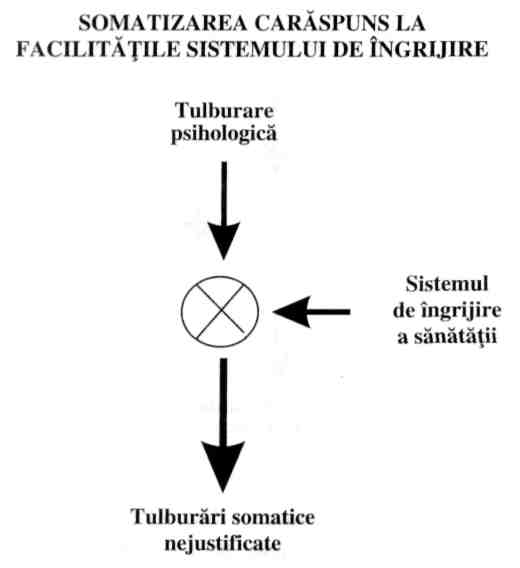 SOMATIZAREA CARĂSPUNS LA
FACILITĂŢILE SISTEMULUI DE ÎNGRIJIRE
Tulburare
psihologică
Sistemul
de îngrijire
a sănătăţii
Tulburări somatice
nejustificate